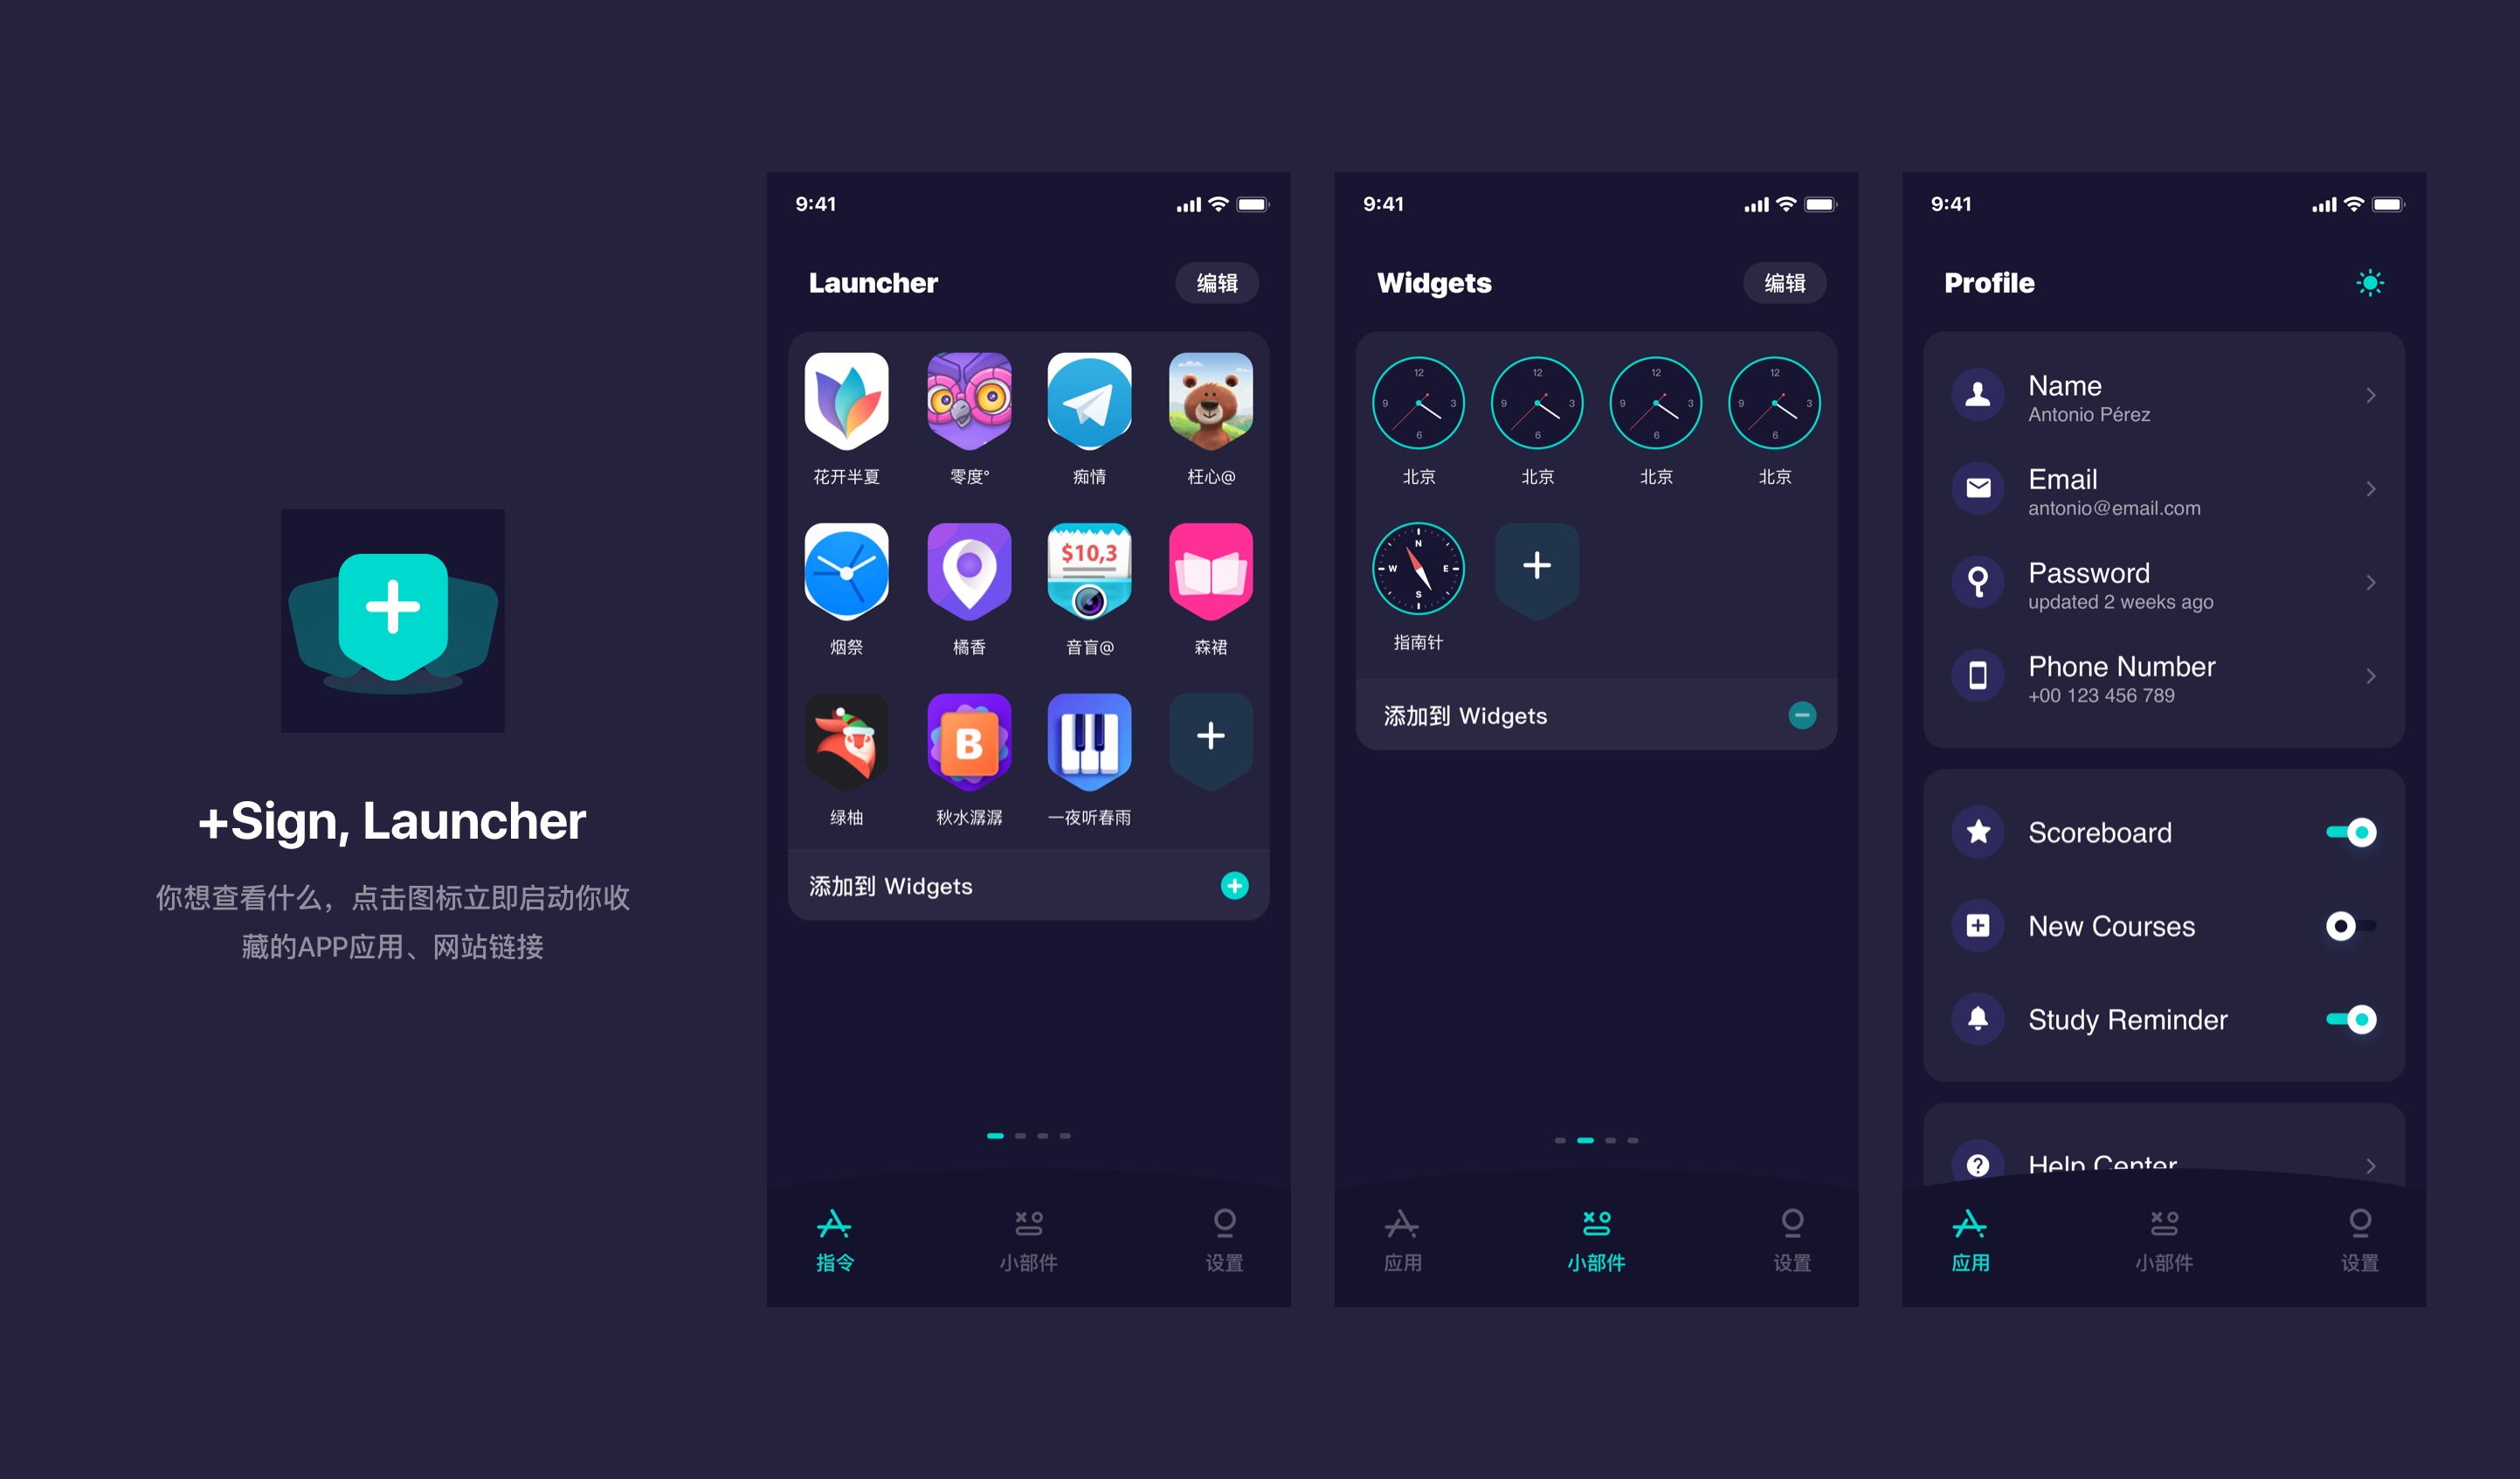 +Sign, Launcher
你想查看什么，点击图标立即启动你收
藏的APP应用、网站链接
9:41
Launcher
编辑
花开半夏
零度°
痴情
枉心@
$10,3
烟祭
橘香
音盲@
森裙
B
绿柚
秋水潺潺
一夜听春雨
添加到 Widgets
指令
小部件
设置
9:41
Widgets
编辑
12
9
3
6
12
9
3
6
12
9
3
6
12
9
3
6
北京
北京
北京
北京
N
W
E
S
指南针
添加到 Widgets
应用
小部件
设置
9:41
Profile
Name
Antonio Pérez
Email
antonio@email.com
Password
updated 2 weeks ago
Phone Number
+00 123 456 789
Scoreboard
New Courses
Study Reminder
Help Center
应用
小部件
设置